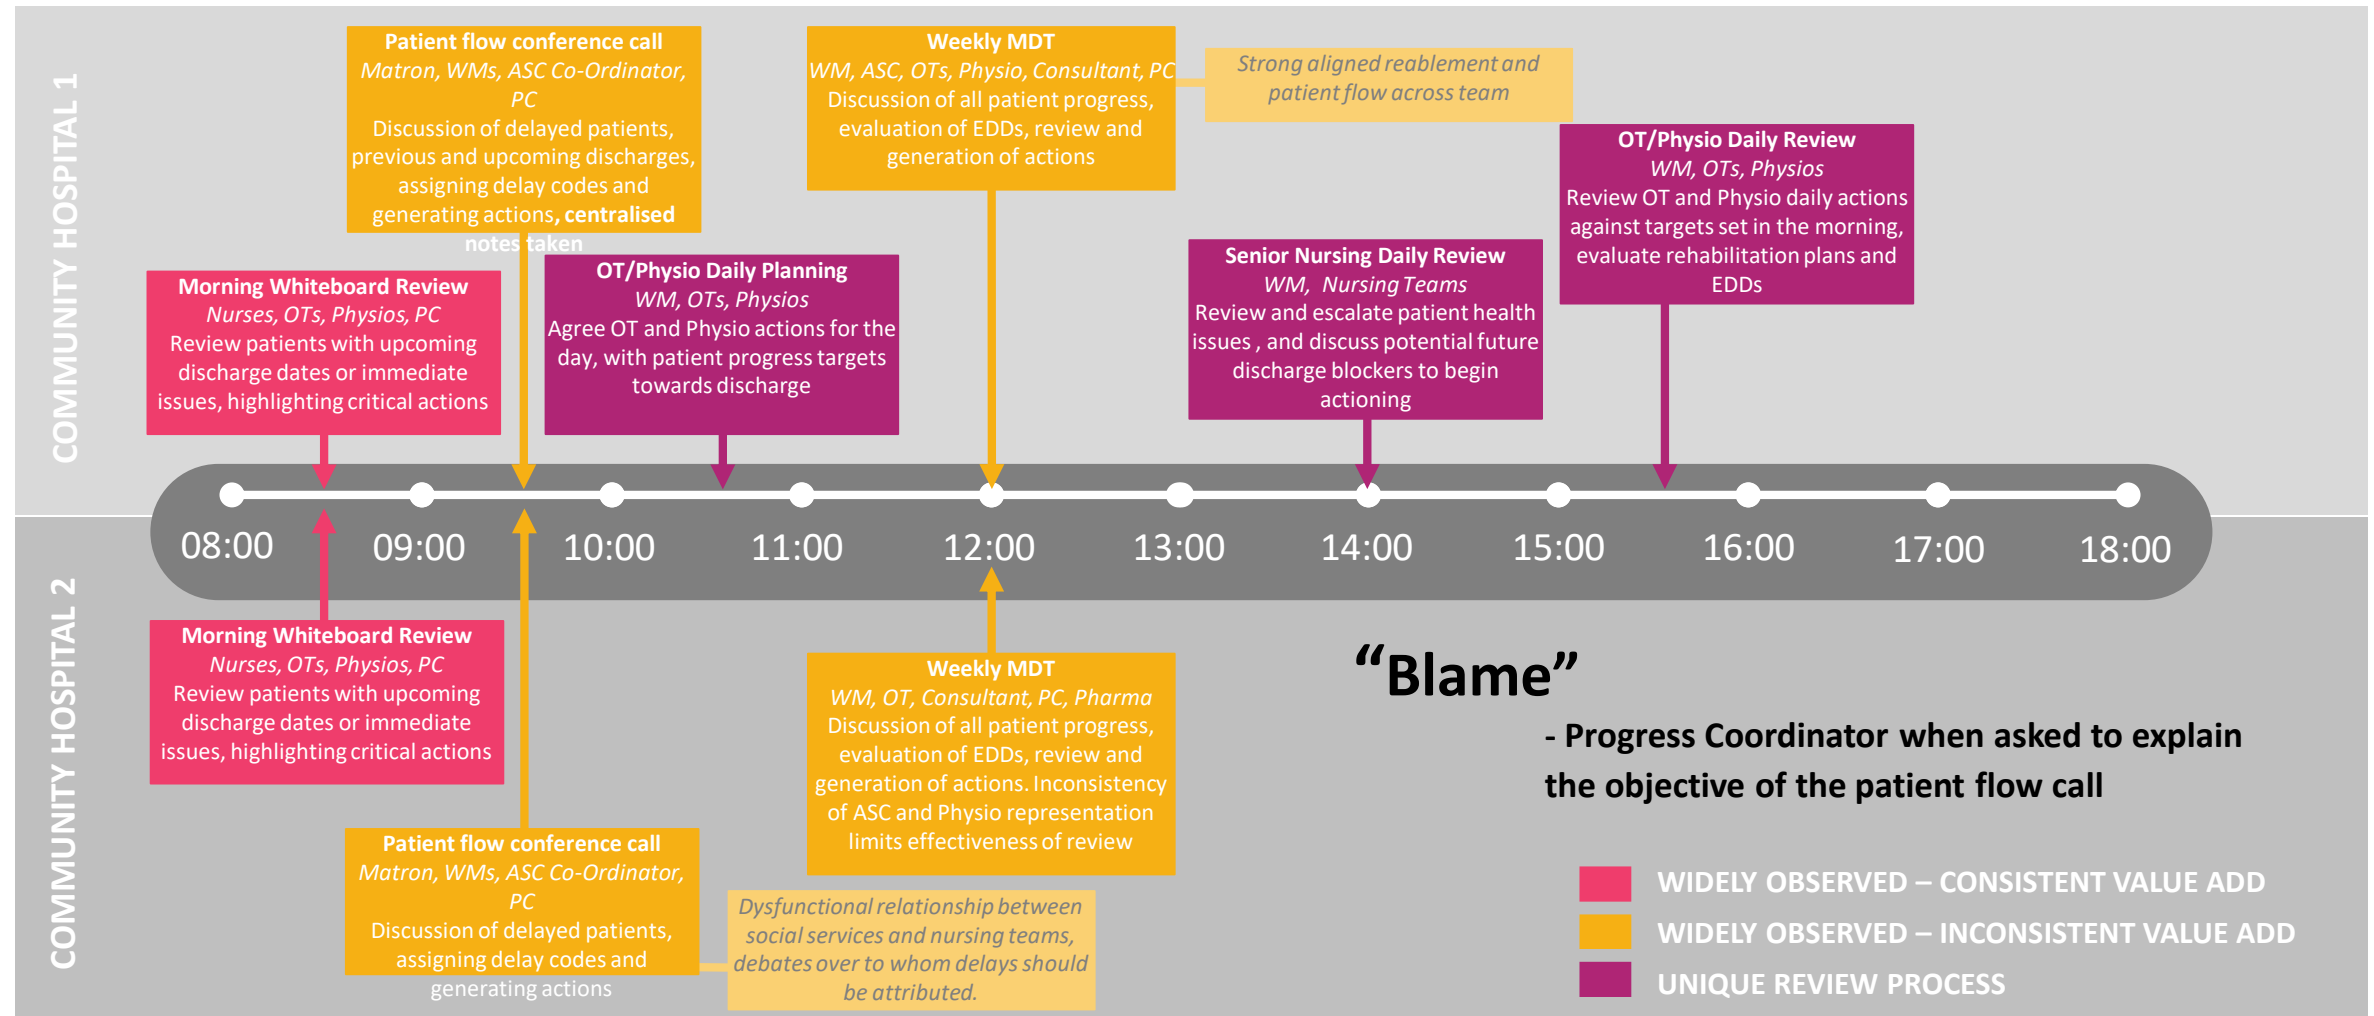 COMMUNITY HOSPITAL 1
Patient flow conference call
Matron, WMs, ASC Co-Ordinator,
PC
Discussion of delayed patients,
previous and upcoming discharges,
assigning delay codes and
generating actions, centralised
notes taken
Weekly MDT
WM, ASC, OTs, Physio, Consultant, PC
Discussion of all patient progress,
evaluation of EDDs, review and
generation of actions
Strong aligned reablement and
patient flow across team
OT/Physio Daily Review
WM, OTs, Physios
Review OT and Physio daily actions
against targets set in the morning,
evaluate rehabilitation plans and
EDDs
Morning Whiteboard Review
Nurses, OTs, Physios, PC
Review patients with upcoming
discharge dates or immediate
issues, highlighting critical actions
OT/Physio Daily Planning
WM, OTs, Physios
Agree OT and Physio actions for the
day, with patient progress targets
towards discharge
Senior Nursing Daily Review
WM, Nursing Teams
Review and escalate patient health
issues , and discuss potential future
discharge blockers to begin
actioning
08:00 09:00 10:00 11:00 12:00 13:00 14:00 15:00 16:00 17:00 18:00
COMMUNITY HOSPITAL 2
Morning Whiteboard Review
Nurses, OTs, Physios, PC
Review patients with upcoming
discharge dates or immediate
issues, highlighting critical actions
Patient flow conference call
Matron, WMs, ASC Co-Ordinator,
PC
Discussion of delayed patients,
assigning delay codes and
generating actions
Dysfunctional relationship between
social services and nursing teams,
debates over to whom delays should
be attributed.
Weekly MDT
WM, OT, Consultant, PC, Pharma
Discussion of all patient progress,
evaluation of EDDs, review and
generation of actions. Inconsistency
of ASC and Physio representation
limits effectiveness of review
“Blame”
- Progress Coordinator when asked to explain
the objective of the patient flow call
WIDELY OBSERVED – CONSISTENT VALUE ADD
WIDELY OBSERVED – INCONSISTENT VALUE ADD
UNIQUE REVIEW PROCESS